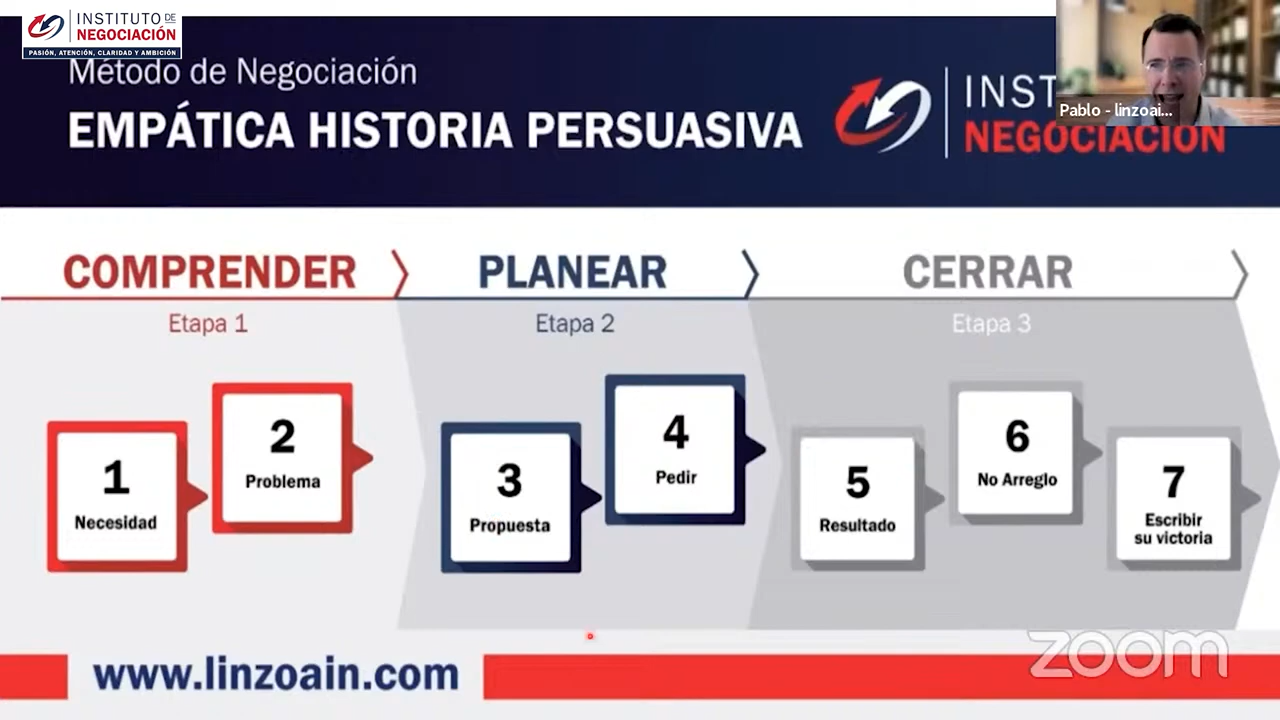 INSTITUTO DE
NEGOCIACIÓN
PASIÓN, ATENCIÓN, CLARIDAD Y AMBICIÓN
Método de Negociación
EMPÁTICA HISTORIA PERSUASIVA
INST
NEGOCIACIÓN
Pablo - linzoai...
COMPRENDER
PLANEAR
CERRAR
Etapa 1
Etapa 2
Etapa 3
1
Necesidad
2
Problema
3
Propuesta
4
Pedir
5
Resultado
6
No Arreglo
7
Escribir
su victoria
www.linzoain.com
zoom